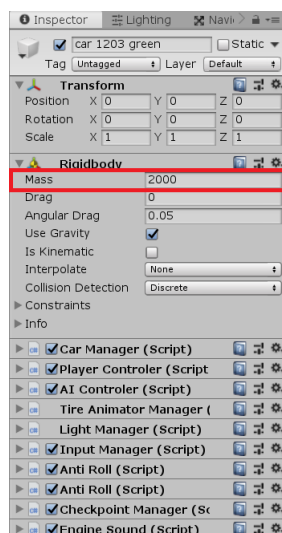 Inspector Lighting Navi
car 1203 green Static
Tag Untagged Layer Default
Transform
Position X 0 Y 0 Z 0
Rotation X 0 Y 0 Z 0
Scale X 1 Y 1 Z 1
Rigidbody
Mass 2000
Drag 0
Angular Drag 0.05
Use Gravity
Is Kinematic
Interpolate None
Collision Detection Discrete
Constraints
Info
Car Manager (Script)
Player Controler (Script
AI Controler (Script)
Tire Animator Manager (
Light Manager (Script)
Input Manager (Script)
Anti Roll (Script)
Anti Roll (Script)
Checkpoint Manager (Sc
Engine Sound (Script)